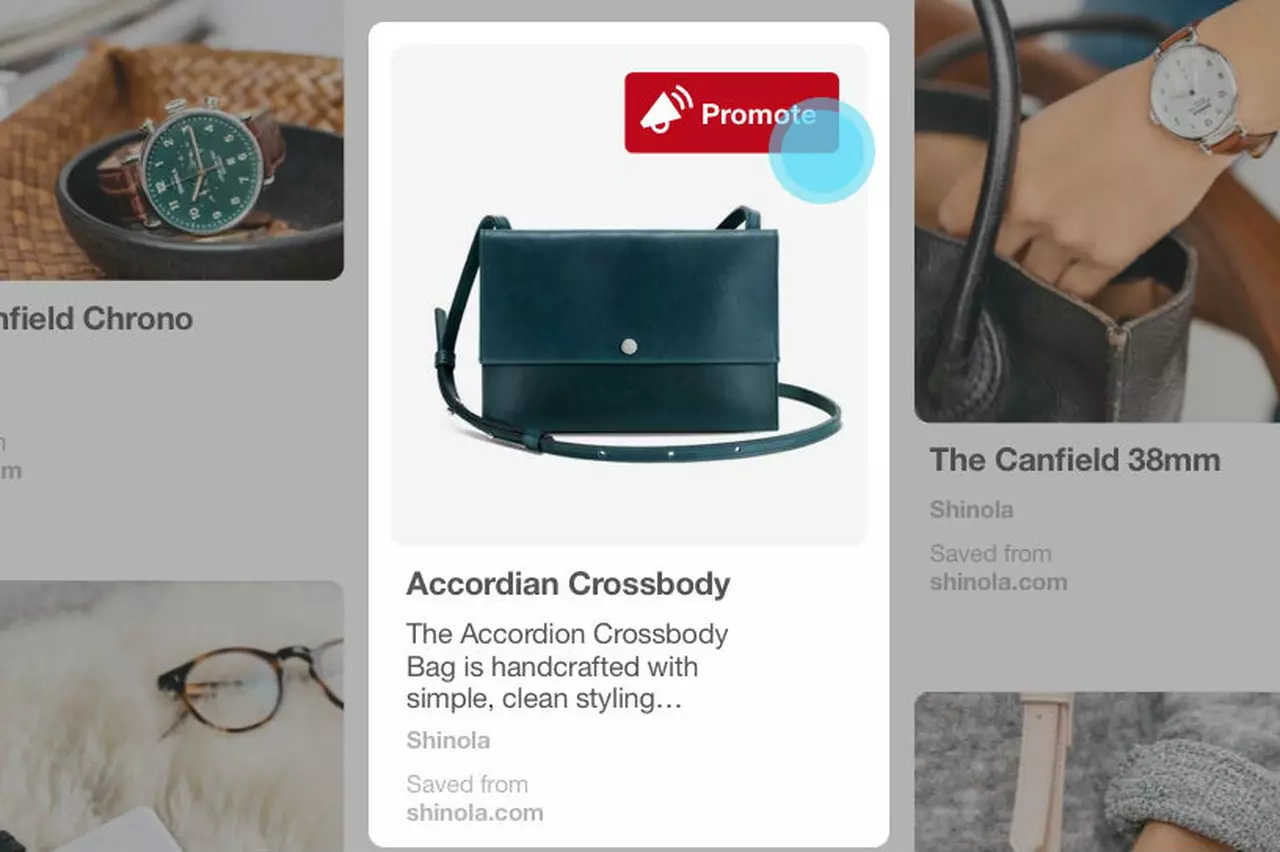 nfield Chrono
m
Promote
Accordian Crossbody
The Accordion Crossbody
Bag is handcrafted with
simple, clean styling…
Shinola
Saved from
shinola.com
The Canfield 38mm
Shinola
Saved from
shinola.com